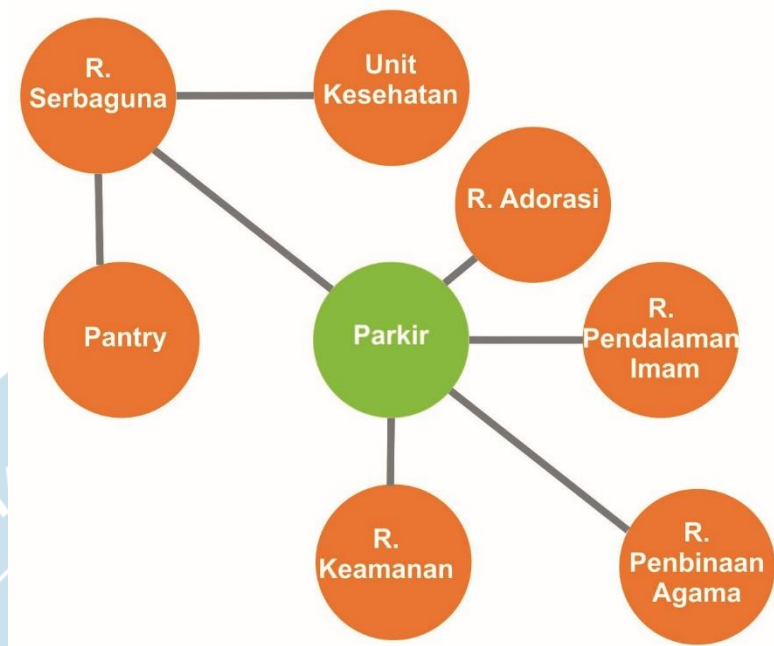 R.
Serbaguna
Unit
Kesehatan
R. Adorasi
Pantry
Parkir
R.
Pendalaman
Imam
R.
Keamanan
R.
Penbinaan
Agama